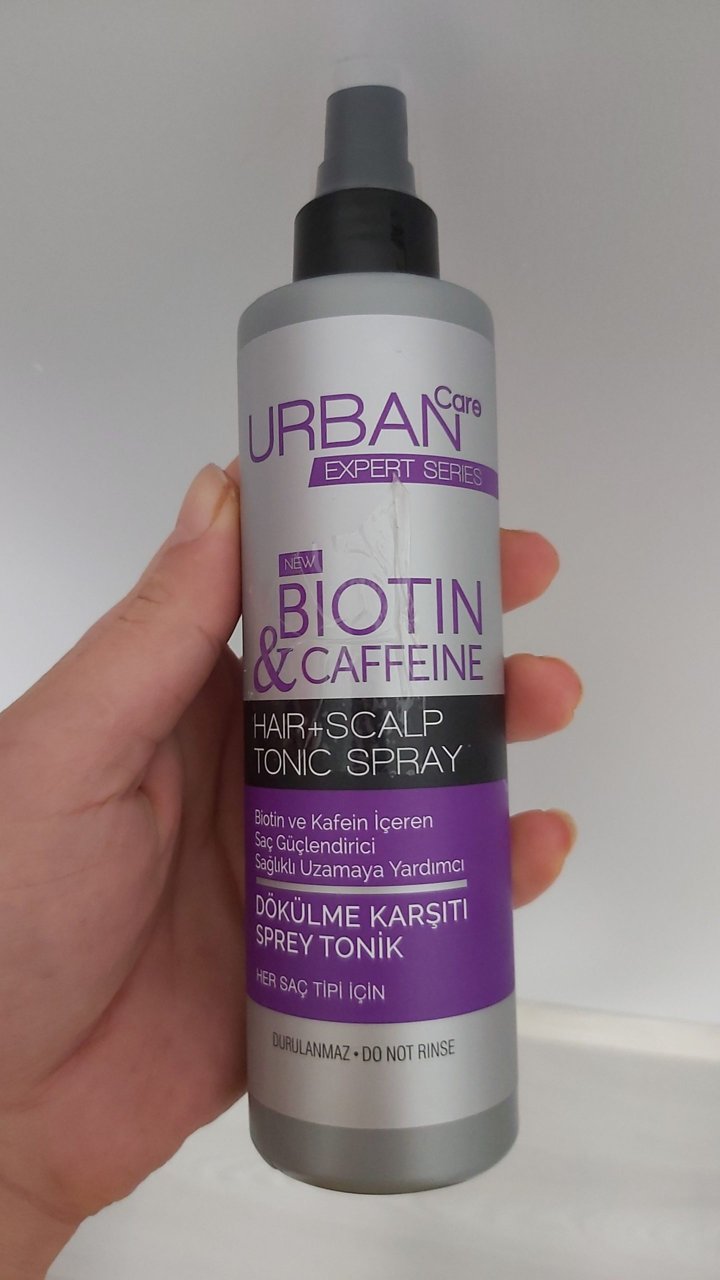 URBAN Care
EXPERT SERIES
NEW
BIOTIN
& CAFFEINE
HAIR+SCALP
TONIC SPRAY
Biotin ve Kafein İçeren
Saç Güçlendirici
Sağlıklı Uzamaya Yardımcı
DÖKÜLME KARŞITI
SPREY TONİK
HER SAÇ TİPİ İÇİN
DURULANMAZ • DO NOT RINSE